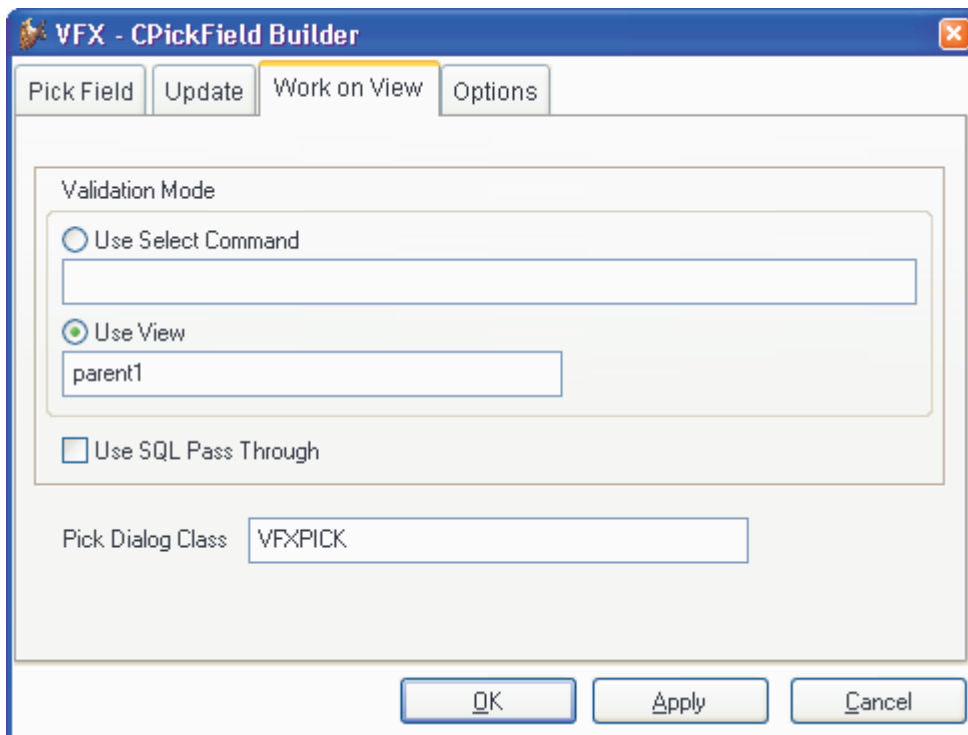 VFX - CPickField Builder
Pick Field Update Work on View Options
Validation Mode
Use Select Command
Use View
parent1
Use SQL Pass Through
Pick Dialog Class VFXPICK
OK Apply Cancel